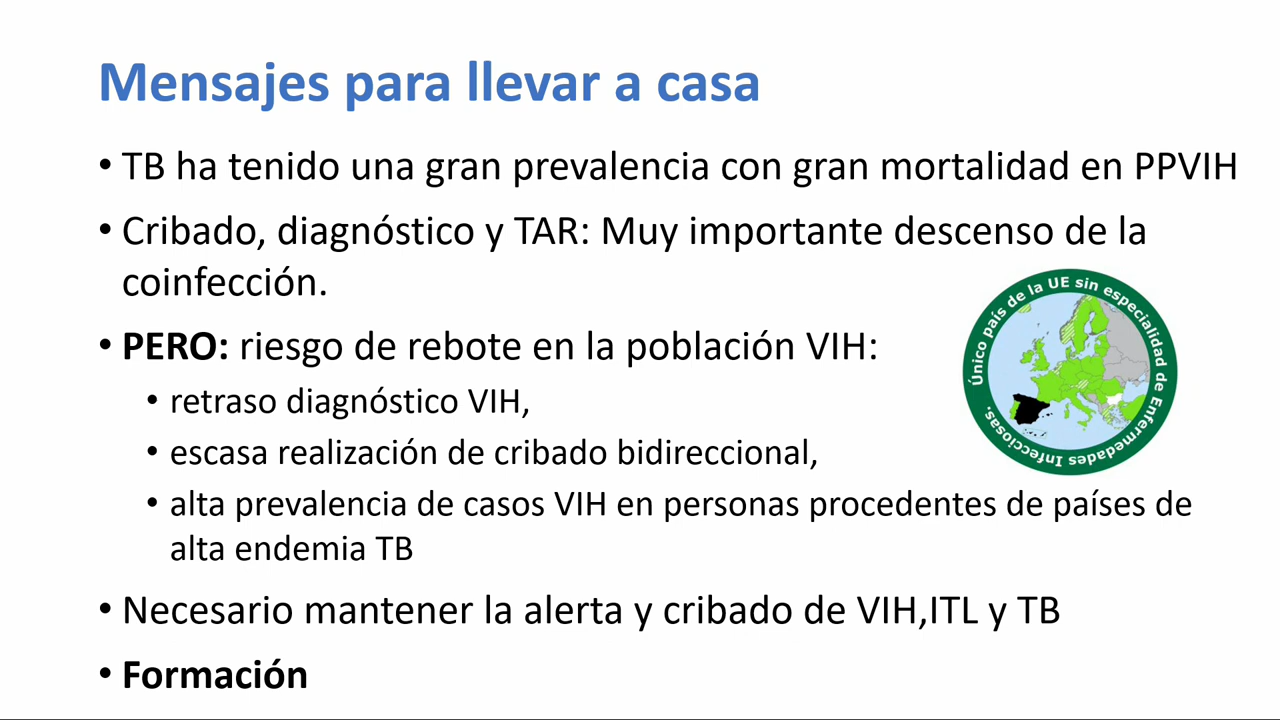 Mensajes para llevar a casa
• TB ha tenido una gran prevalencia con gran mortalidad en PPVIH
• Cribado, diagnóstico y TAR: Muy importante descenso de la
coinfección.
• PERO: riesgo de rebote en la población VIH:
• retraso diagnóstico VIH,
• escasa realización de cribado bidireccional,
• alta prevalencia de casos VIH en personas procedentes de países de
alta endemia TB
• Necesario mantener la alerta y cribado de VIH,ITL y TB
• Formación
Único país de la UE sin especialidad de Enfermedades Infecciosas.